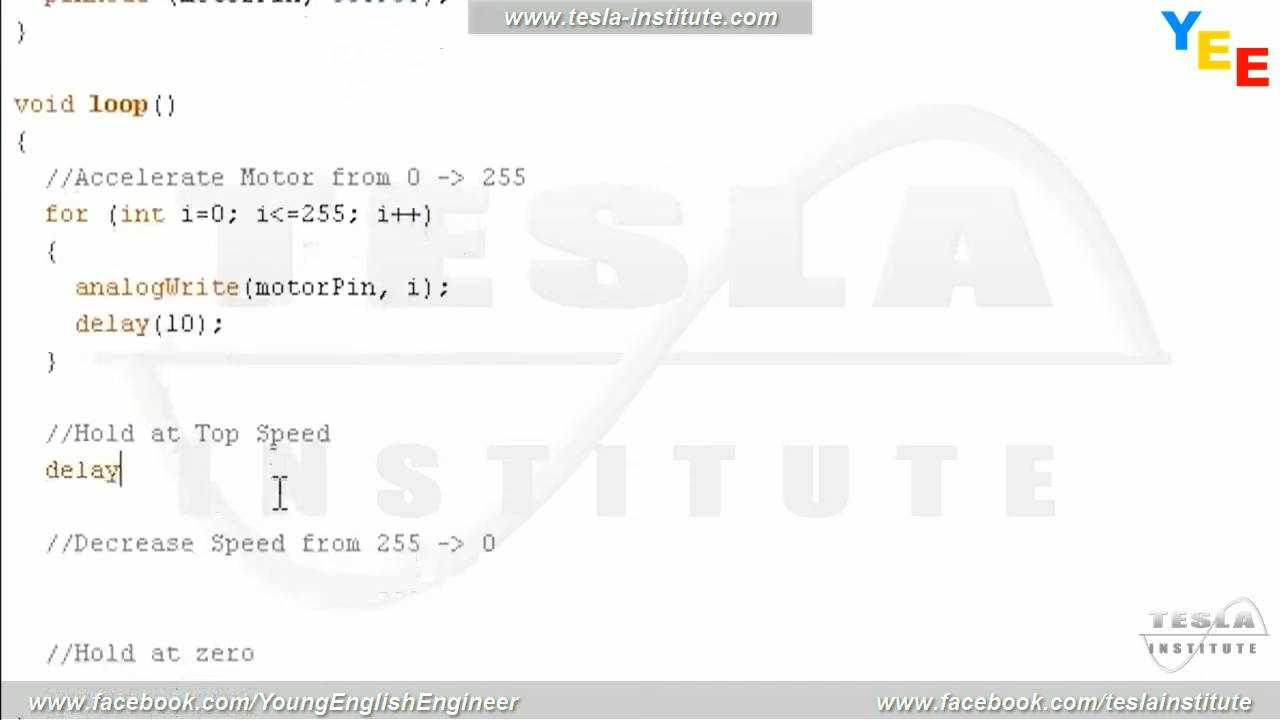 www.tesla-institute.com
YEE
}
void loop()
{
//Accelerate Motor from 0 -> 255
for (int i=0; i<=255; i++)
{
analogWrite(motorPin, i);
delay(10);
}
//Hold at Top Speed
delay
//Decrease Speed from 255 -> 0
//Hold at zero
TESLA
INSTITUTE
TESLA
INSTITUTE
www.facebook.com/YoungEnglishEngineer
www.facebook.com/teslainstitute